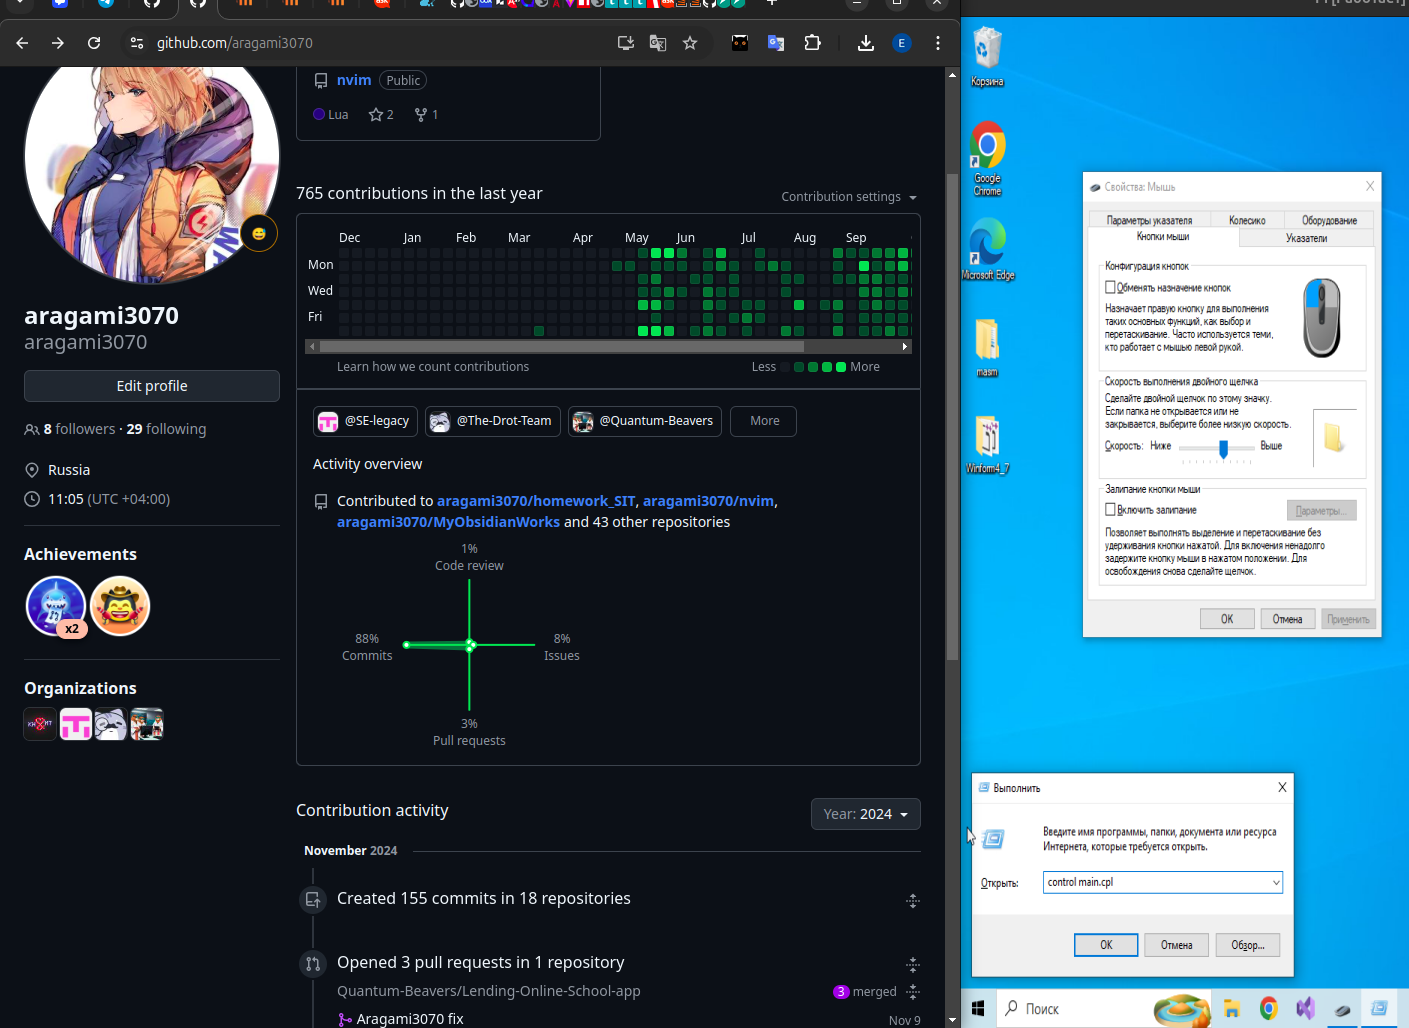 github.com/aragami3070
E
nvim Public
Lua 2 1
765 contributions in the last year
Contribution settings
Dec Jan Feb Mar Apr May Jun Jul Aug Sep
Mon
Wed
Fri
Learn how we count contributions
Less More
@SE-legacy @The-Drot-Team @Quantum-Beavers More
Activity overview
Contributed to aragami3070/homework_SIT, aragami3070/nvim,
aragami3070/MyObsidianWorks and 43 other repositories
1%
Code review
88%
Commits
8%
Issues
3%
Pull requests
aragami3070
aragami3070
Edit profile
8 followers · 29 following
Russia
11:05 (UTC +04:00)
Achievements
x2
Organizations
Contribution activity
Year: 2024
November 2024
Created 155 commits in 18 repositories
Opened 3 pull requests in 1 repository
Quantum-Beavers/Lending-Online-School-app
3 merged
Aragami3070 fix
Nov 9
Корзина
Google
Chrome
Microsoft Edge
masm
Winform4_7
Свойства: Мышь
Параметры указателя Колесико Оборудование
Кнопки мыши Указатели
Конфигурация кнопок
Обменять назначение кнопок
Назначает правую кнопку для выполнения
таких основных функций, как выбор и
перетаскивание. Часто используется теми,
кто работает с мышью левой рукой.
Скорость выполнения двойного щелчка
Сделайте двойной щелчок по этому значку.
Если папка не открывается или не
закрывается, выберите более низкую скорость.
Скорость: Ниже Выше
Залипание кнопки мыши
Включить залипание
Параметры...
Позволяет выполнять выделение и перетаскивание без
удерживания кнопки нажатой. Для включения ненадолго
задержите кнопку мыши в нажатом положении. Для
освобождения снова сделайте щелчок.
OK Отмена Применить
Выполнить
Введите имя программы, папки, документа или ресурса
Интернета, которые требуется открыть.
Открыть: control main.cpl
OK Отмена Обзор...
Поиск